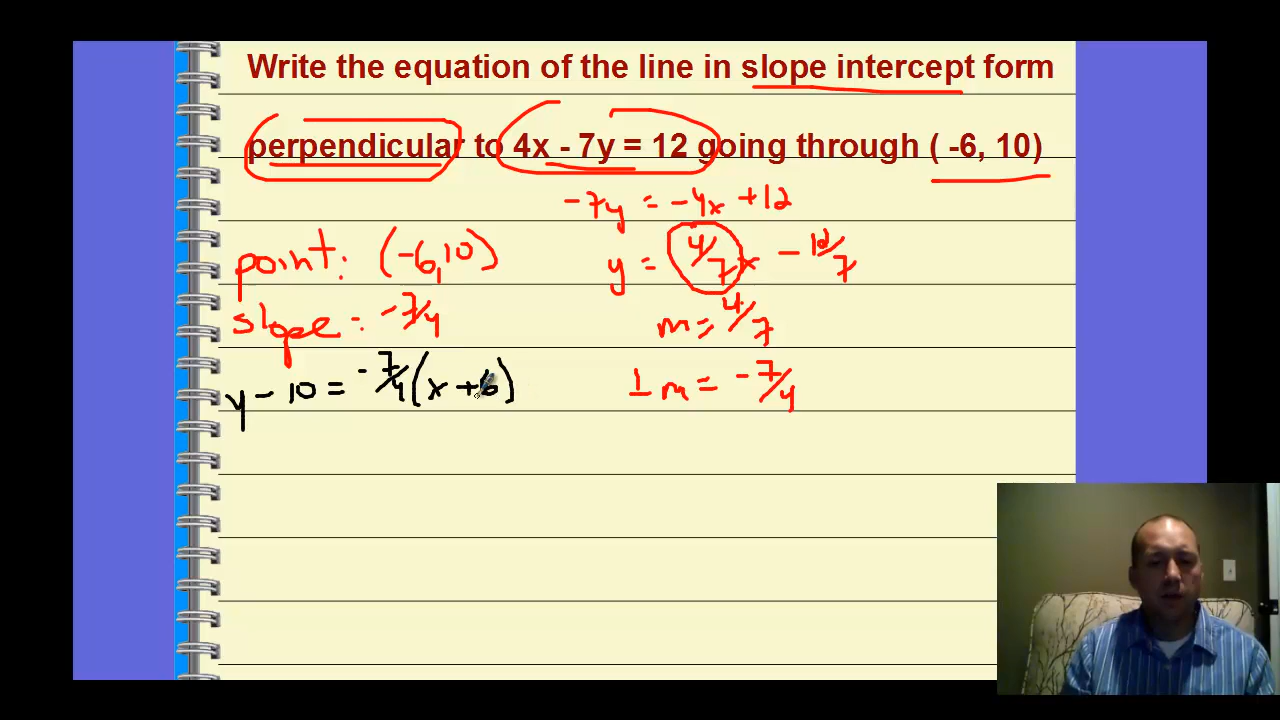 Write the equation of the line in slope intercept form
perpendicular to 4x - 7y = 12 going through ( -6, 10)
-7y = -4x +12
point: (-6,10)
y = 4/7 x - 12/7
slope: -7/4
m = 4/7
y - 10 = -7/4 (x + 6)
⊥ m = -7/4